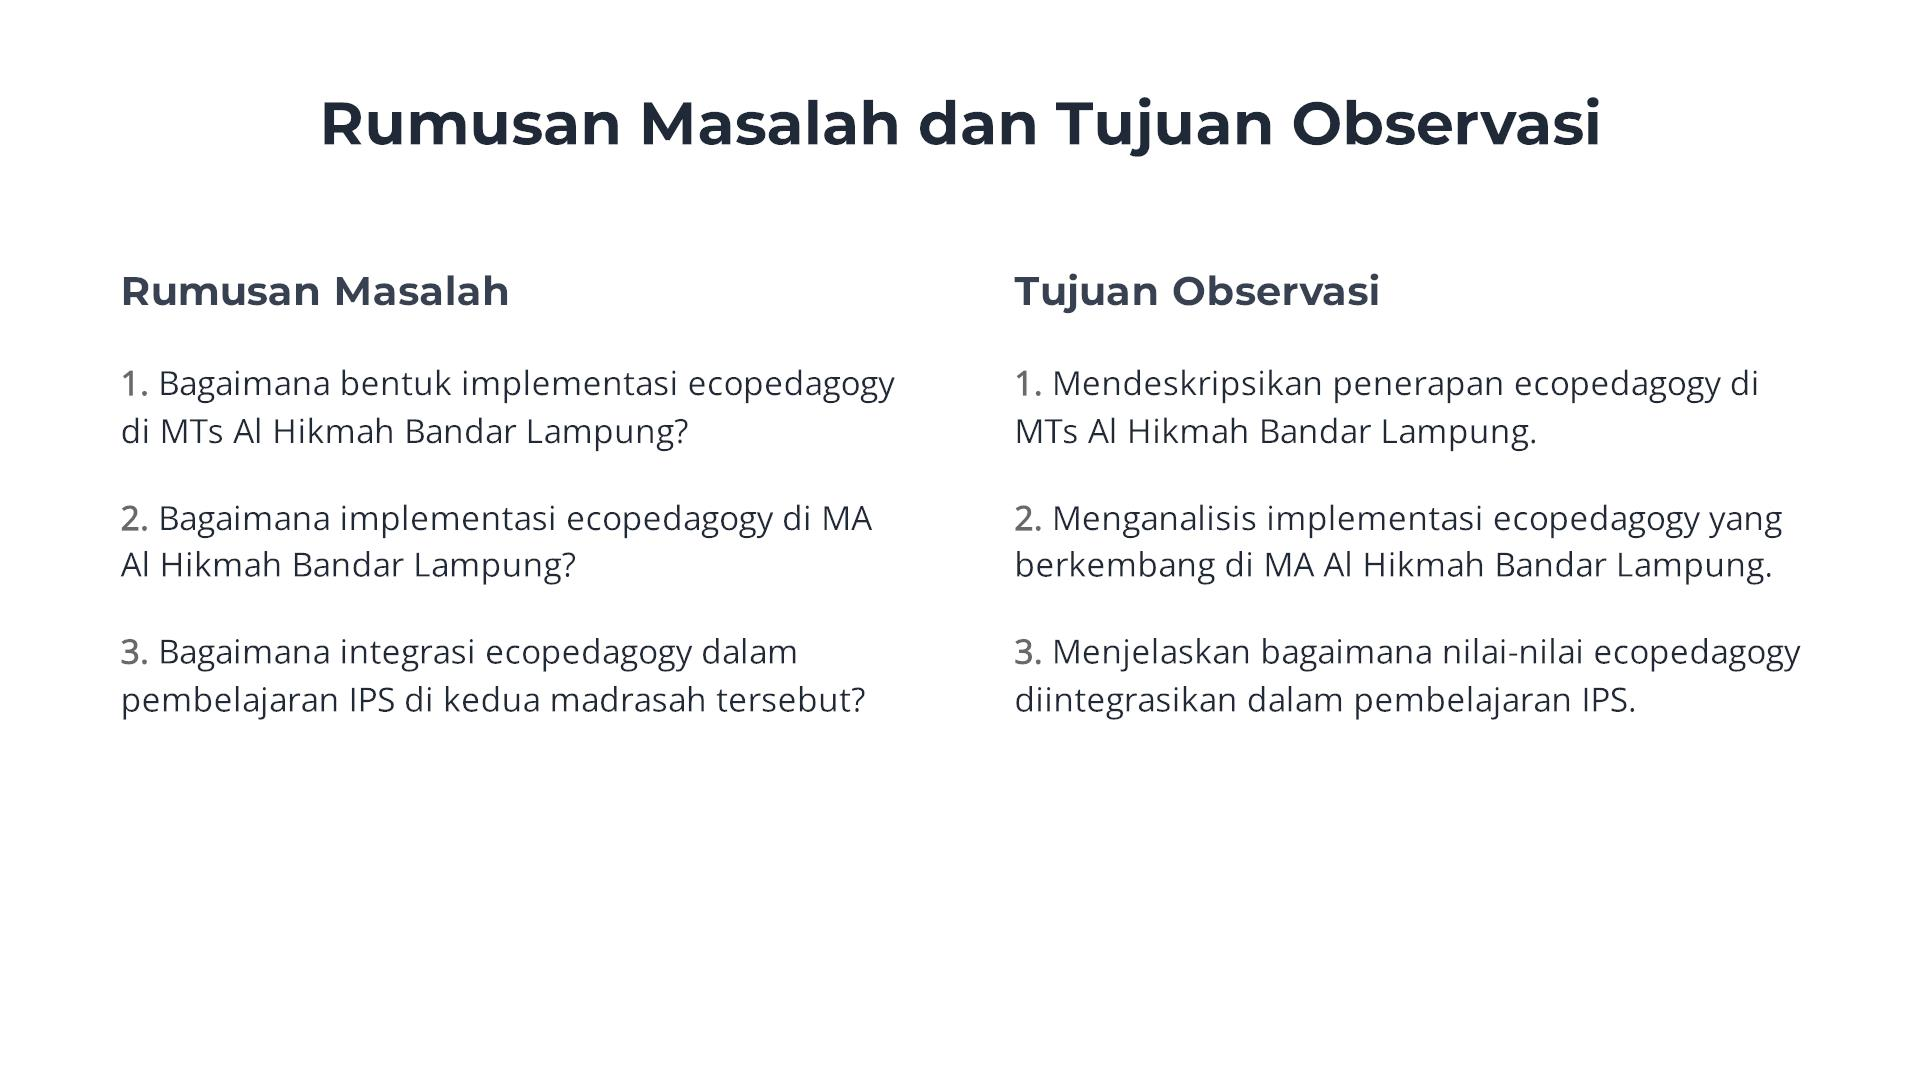 Rumusan Masalah dan Tujuan Observasi
Rumusan Masalah
1. Bagaimana bentuk implementasi ecopedagogy
di MTs Al Hikmah Bandar Lampung?
2. Bagaimana implementasi ecopedagogy di MA
Al Hikmah Bandar Lampung?
3. Bagaimana integrasi ecopedagogy dalam
pembelajaran IPS di kedua madrasah tersebut?
Tujuan Observasi
1. Mendeskripsikan penerapan ecopedagogy di
MTs Al Hikmah Bandar Lampung.
2. Menganalisis implementasi ecopedagogy yang
berkembang di MA Al Hikmah Bandar Lampung.
3. Menjelaskan bagaimana nilai-nilai ecopedagogy
diintegrasikan dalam pembelajaran IPS.